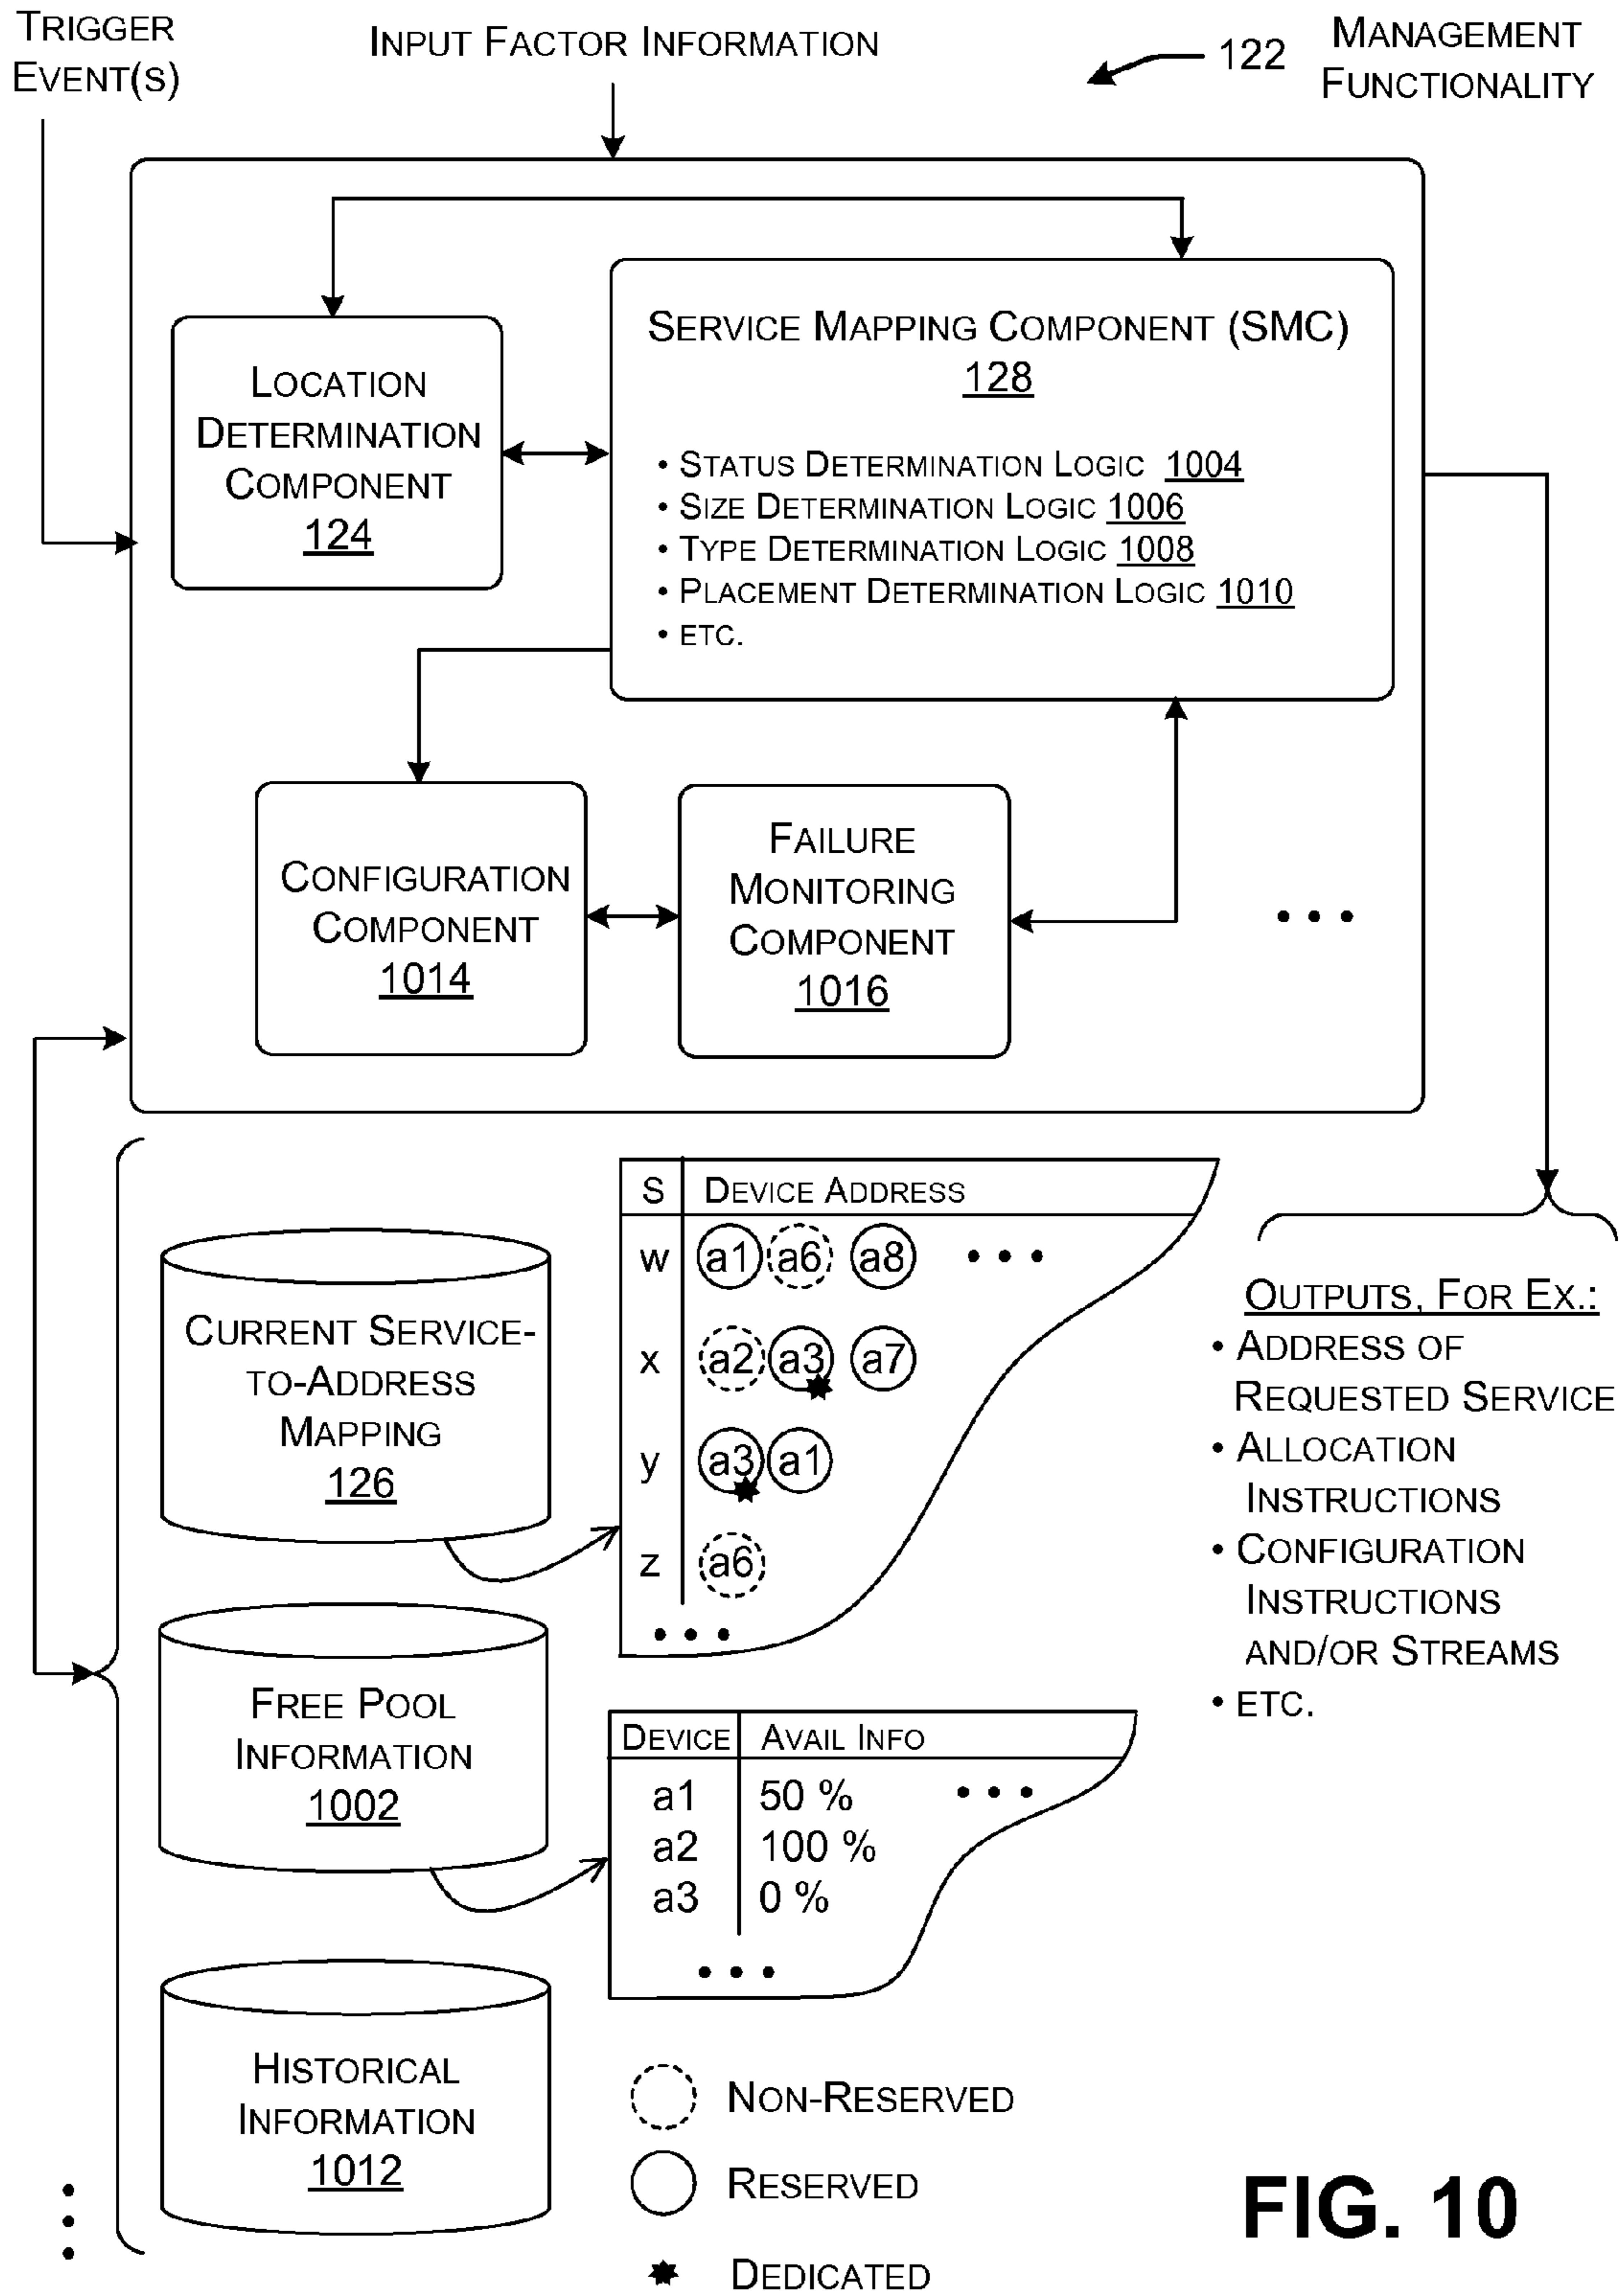 TRIGGER
EVENT(S)
INPUT FACTOR INFORMATION
122
MANAGEMENT
FUNCTIONALITY
LOCATION
DETERMINATION
COMPONENT
124
SERVICE MAPPING COMPONENT (SMC)
128
• STATUS DETERMINATION LOGIC 1004
• SIZE DETERMINATION LOGIC 1006
• TYPE DETERMINATION LOGIC 1008
• PLACEMENT DETERMINATION LOGIC 1010
• ETC.
CONFIGURATION
COMPONENT
1014
FAILURE
MONITORING
COMPONENT
1016
• • •
CURRENT SERVICE-
TO-ADDRESS
MAPPING
126
S DEVICE ADDRESS
w a1 a6 a8 • • •
x a2 a3 a7
y a3 a1
z a6
• • •
OUTPUTS, FOR EX.:
• ADDRESS OF
REQUESTED SERVICE
• ALLOCATION
INSTRUCTIONS
• CONFIGURATION
INSTRUCTIONS
AND/OR STREAMS
• ETC.
FREE POOL
INFORMATION
1002
DEVICE AVAIL INFO
a1 50 % • • •
a2 100 %
a3 0 %
• • •
HISTORICAL
INFORMATION
1012
NON-RESERVED
RESERVED
DEDICATED
FIG. 10